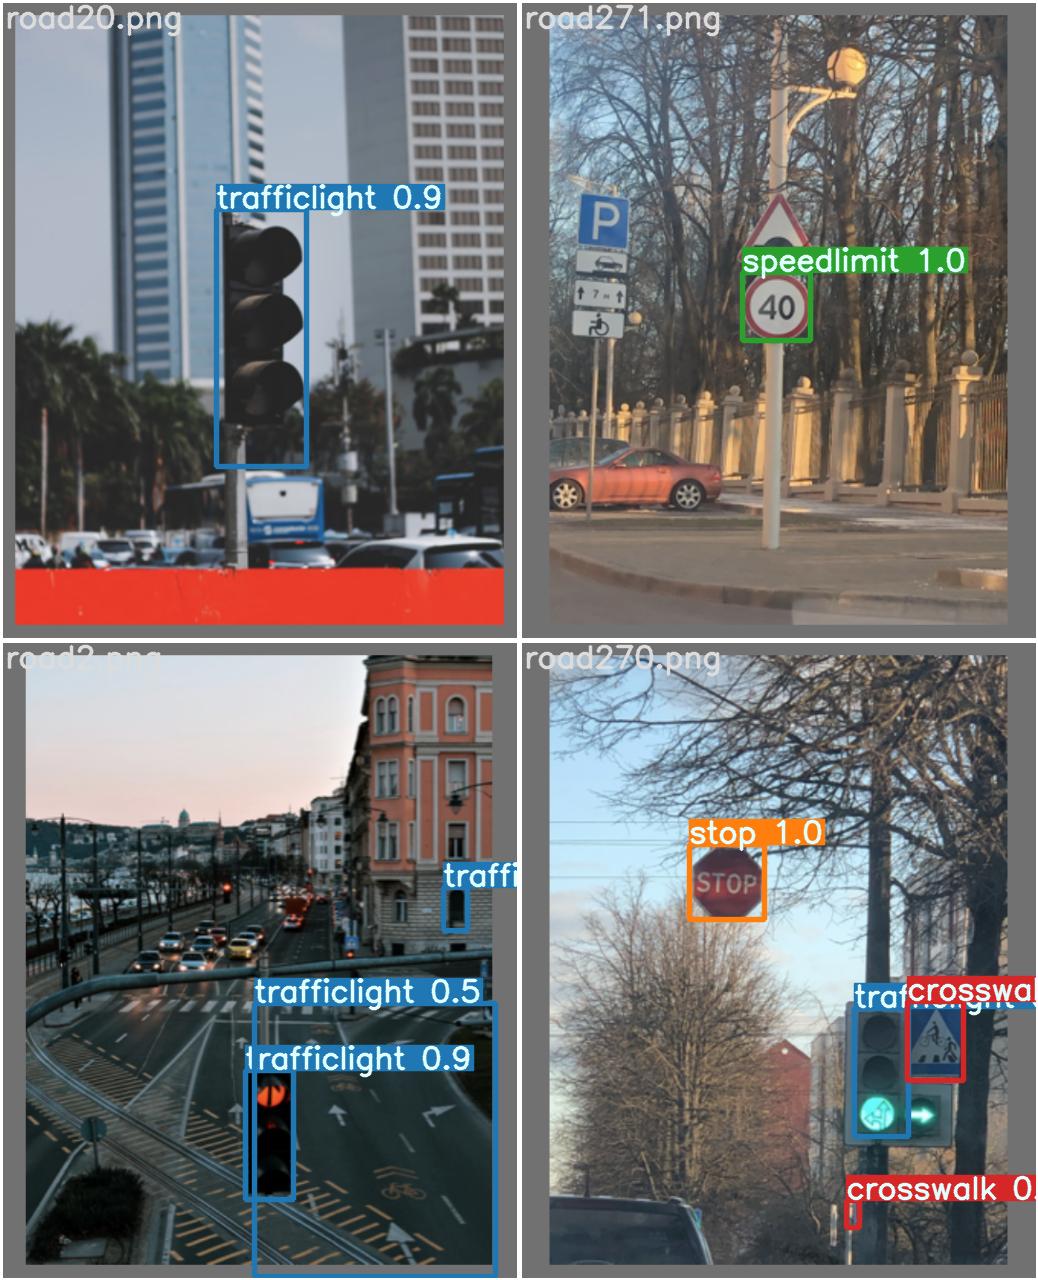 road20.png
trafficlight 0.9
road271.png
P
7 м
speedlimit 1.0
40
road2.png
traffi
trafficlight 0.5
trafficlight 0.9
road270.png
stop 1.0
STOP
crosswal
crosswalk 0.